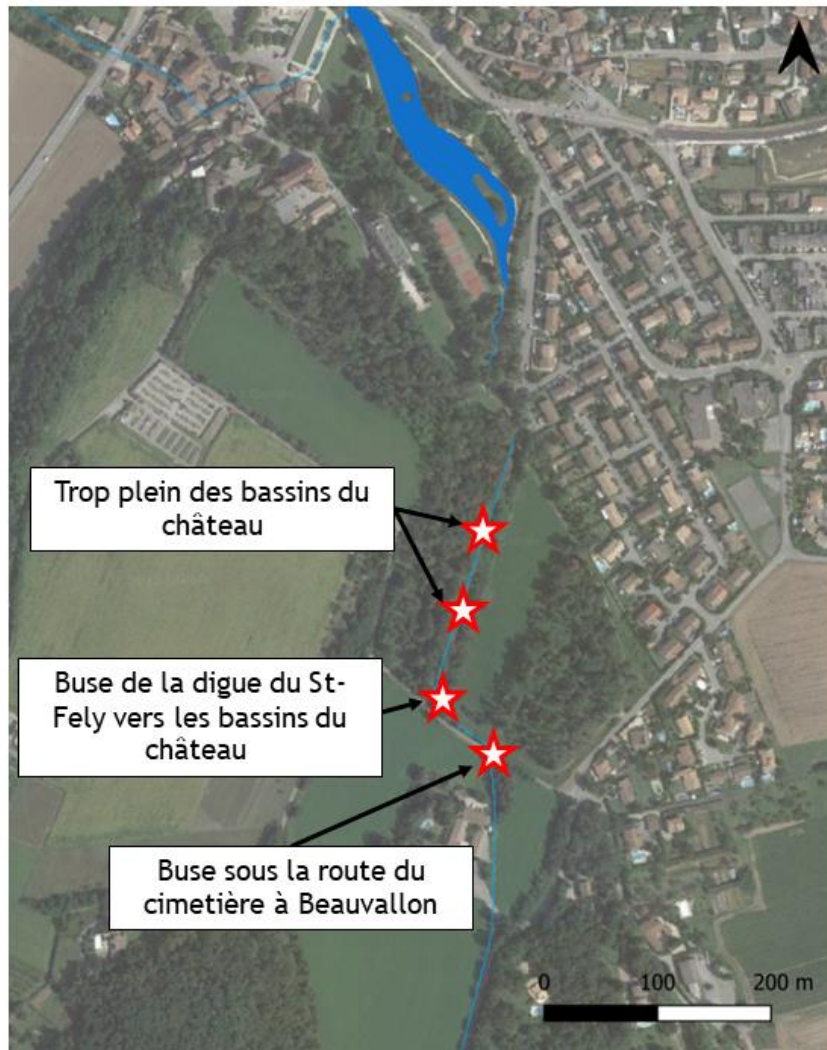 Trop plein des bassins du
château
Buse de la digue du St-
Fely vers les bassins du
château
Buse sous la route du
cimetière à Beauvallon
0 100 200 m